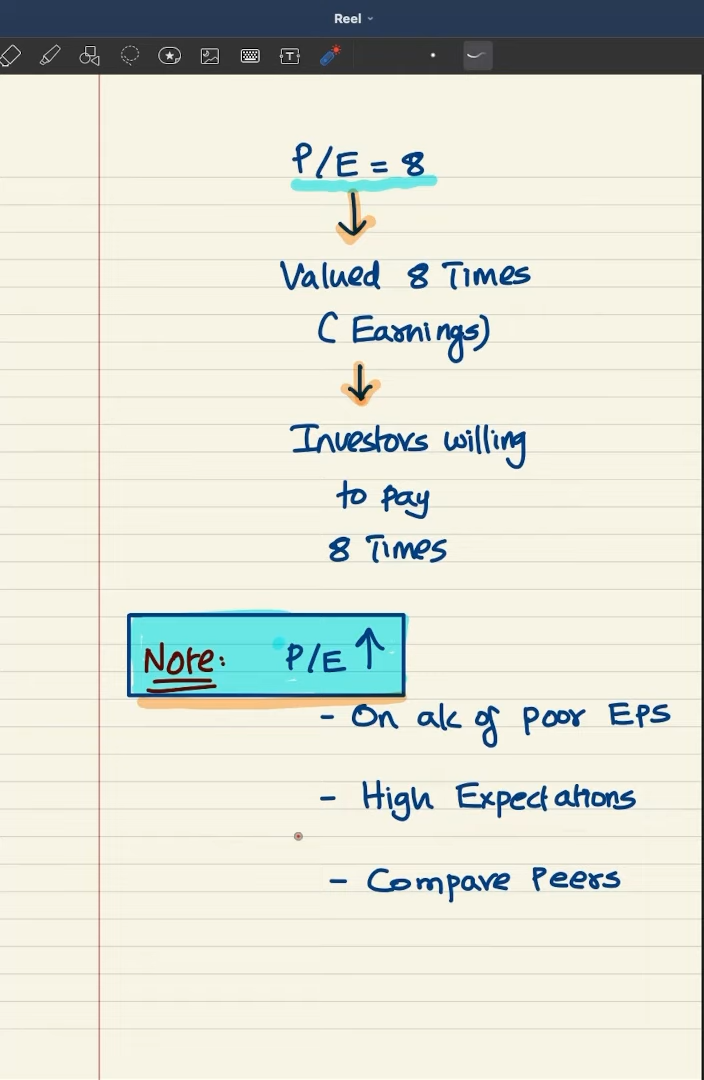 Reel
P/E = 8
Valued 8 Times
(Earnings)
Investors willing
to pay
8 Times
Note: P/E ↑
- On a/c of poor EPS
- High Expectations
- Compare Peers